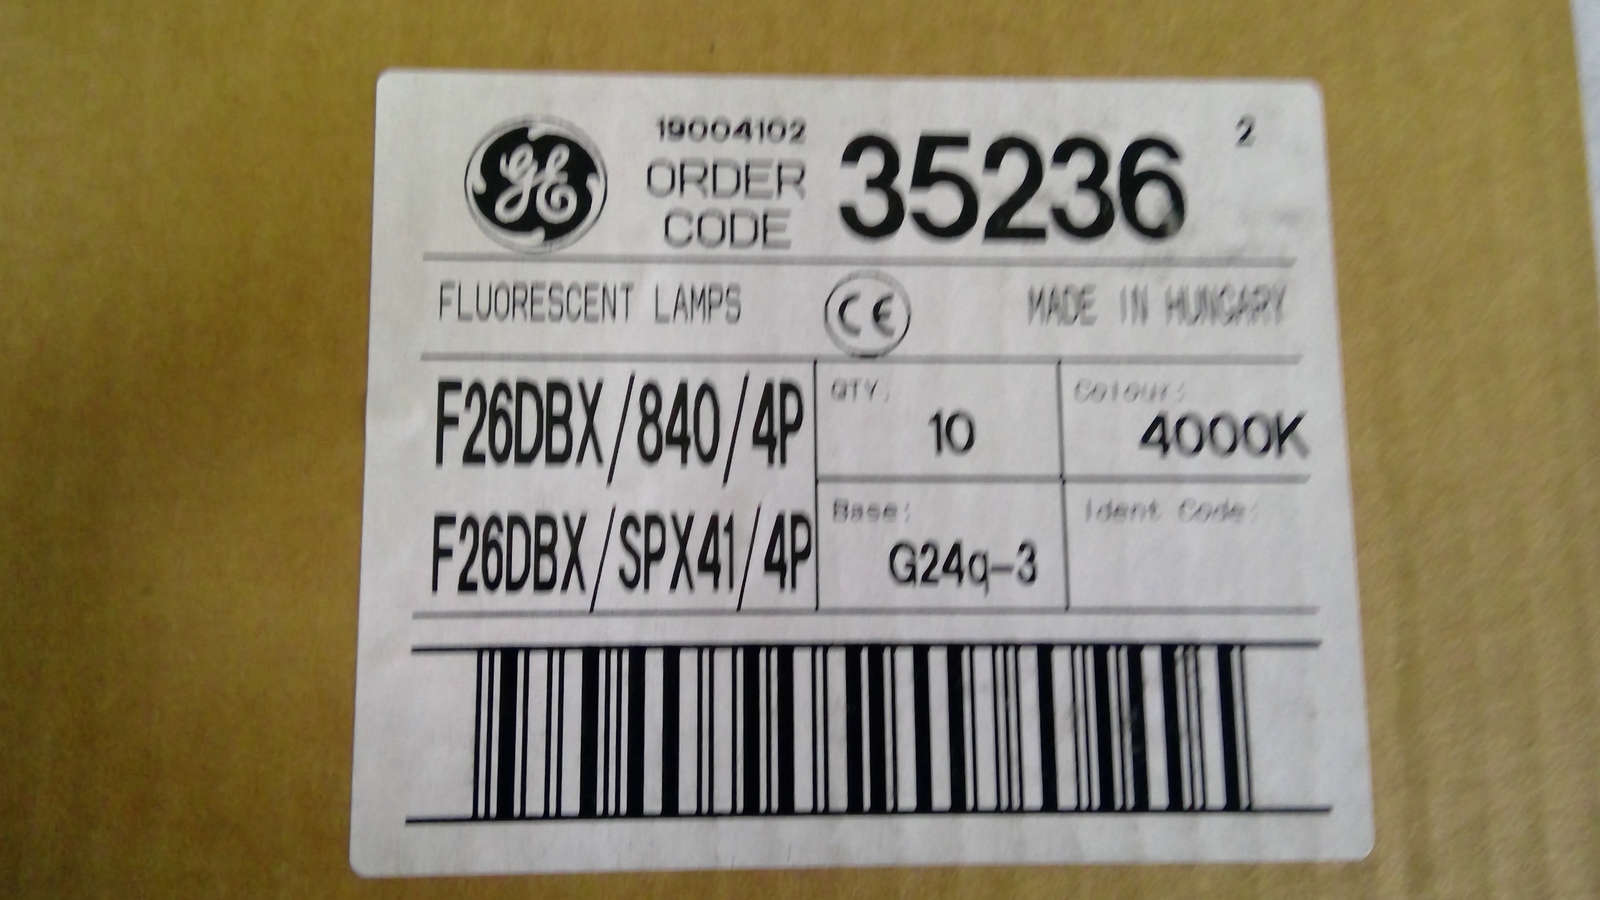 GE
19004102
ORDER
CODE
35236
2
FLUORESCENT LAMPS
CE
MADE IN HUNGARY
F26DBX/840/4P
F26DBX/SPX41/4P
QTY.
10
Colour:
4000K
Base:
G24q-3
Ident Code: